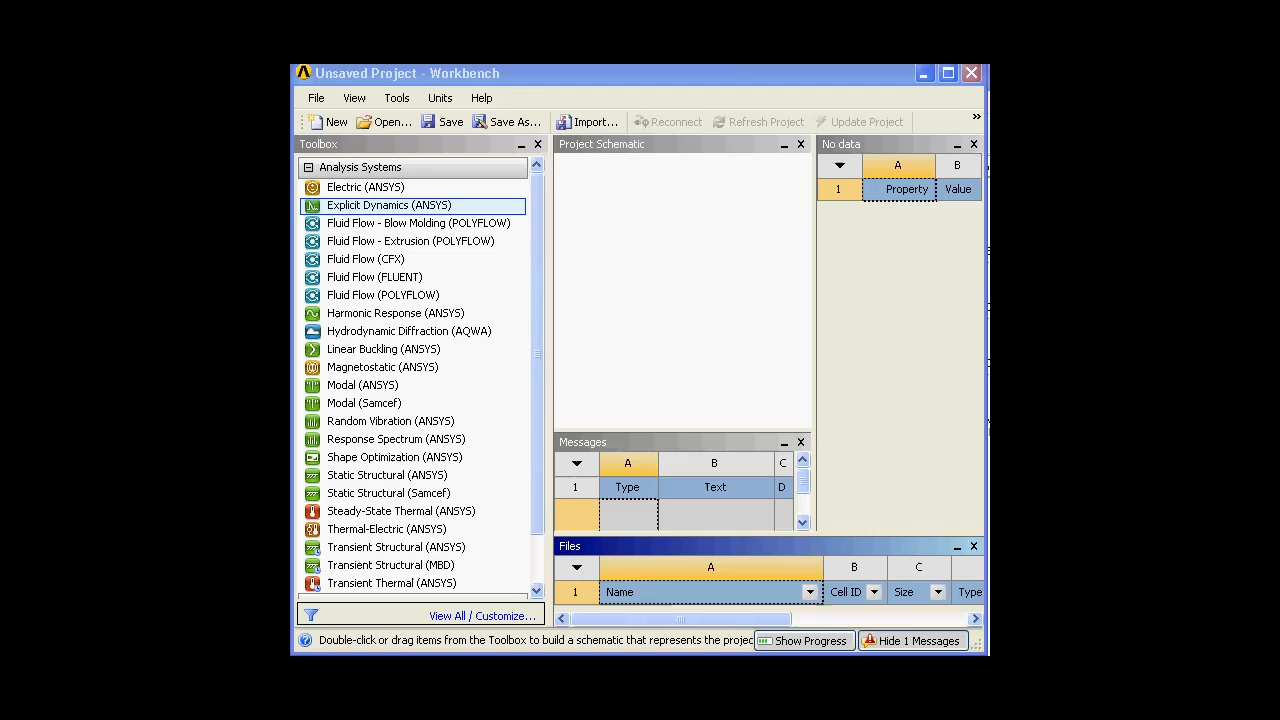 Unsaved Project - Workbench
File View Tools Units Help
New Open... Save Save As... Import... Reconnect Refresh Project Update Project »
Toolbox
Analysis Systems
Electric (ANSYS)
Explicit Dynamics (ANSYS)
Fluid Flow - Blow Molding (POLYFLOW)
Fluid Flow - Extrusion (POLYFLOW)
Fluid Flow (CFX)
Fluid Flow (FLUENT)
Fluid Flow (POLYFLOW)
Harmonic Response (ANSYS)
Hydrodynamic Diffraction (AQWA)
Linear Buckling (ANSYS)
Magnetostatic (ANSYS)
Modal (ANSYS)
Modal (Samcef)
Random Vibration (ANSYS)
Response Spectrum (ANSYS)
Shape Optimization (ANSYS)
Static Structural (ANSYS)
Static Structural (Samcef)
Steady-State Thermal (ANSYS)
Thermal-Electric (ANSYS)
Transient Structural (ANSYS)
Transient Structural (MBD)
Transient Thermal (ANSYS)
View All / Customize...
Project Schematic
No data
A B
1 Property Value
Messages
A B C
1 Type Text D
Files
A B C
1 Name Cell ID Size Type
Double-click or drag items from the Toolbox to build a schematic that represents the projec
Show Progress
Hide 1 Messages